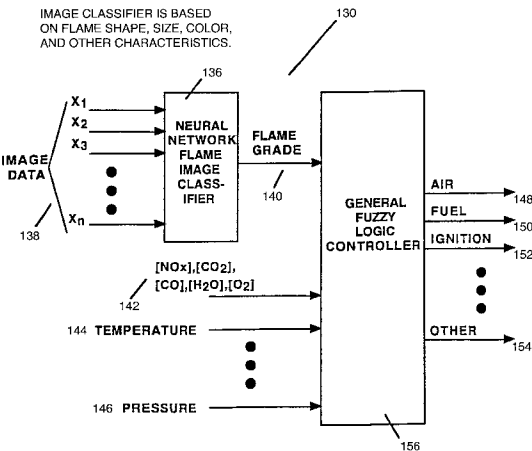 IMAGE CLASSIFIER IS BASED
ON FLAME SHAPE, SIZE, COLOR,
AND OTHER CHARACTERISTICS.
130
136
X1
X2
X3
Xn
IMAGE
DATA
138
NEURAL
NETWORK
FLAME
IMAGE
CLASS-
IFIER
FLAME
GRADE
140
GENERAL
FUZZY
LOGIC
CONTROLLER
AIR
148
FUEL
150
IGNITION
152
OTHER
154
[NOx],[CO2],
142
[CO],[H2O],[O2]
144 TEMPERATURE
146 PRESSURE
156